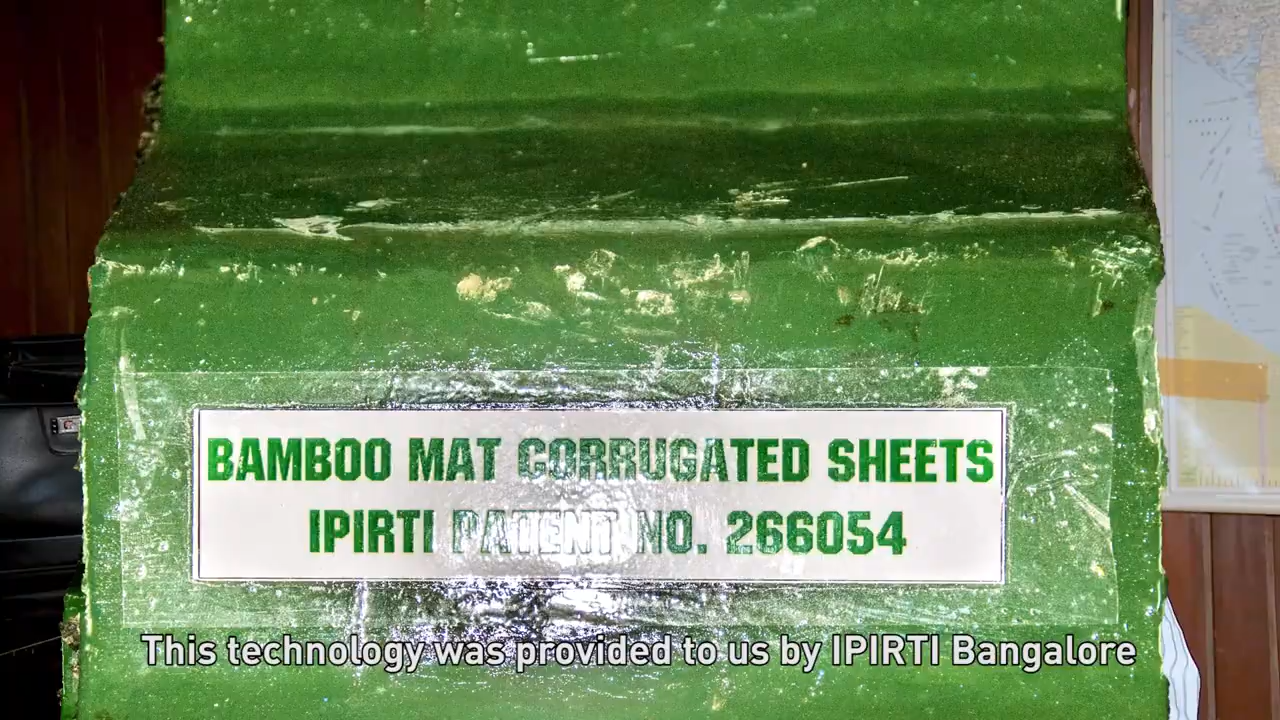 BAMBOO MAT CORRUGATED SHEETS
IPIRTI PATENT NO. 266054
This technology was provided to us by IPIRTI Bangalore